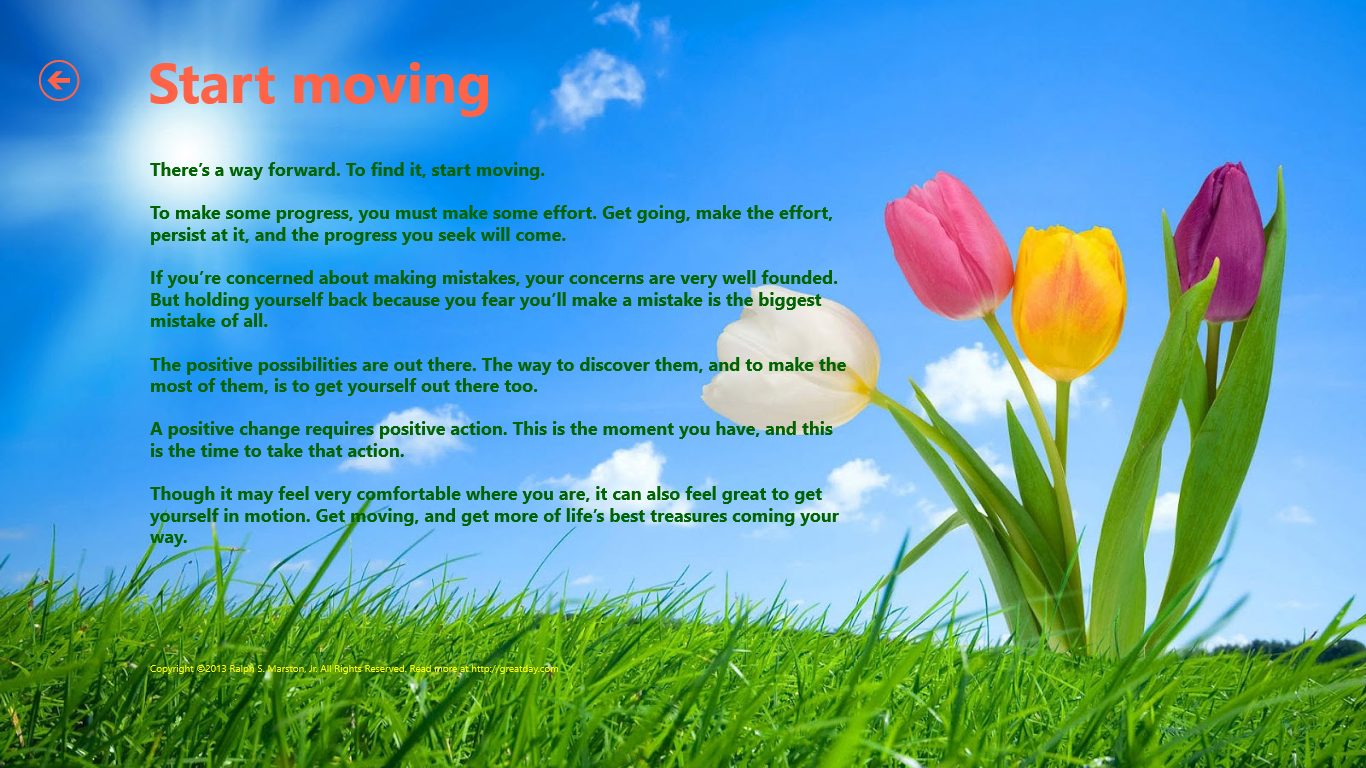 Start moving
There’s a way forward. To find it, start moving.
To make some progress, you must make some effort. Get going, make the effort,
persist at it, and the progress you seek will come.
If you’re concerned about making mistakes, your concerns are very well founded.
But holding yourself back because you fear you’ll make a mistake is the biggest
mistake of all.
The positive possibilities are out there. The way to discover them, and to make the
most of them, is to get yourself out there too.
A positive change requires positive action. This is the moment you have, and this
is the time to take that action.
Though it may feel very comfortable where you are, it can also feel great to get
yourself in motion. Get moving, and get more of life’s best treasures coming your
way.
Copyright ©2013 Ralph S. Marston, Jr. All Rights Reserved. Read more at http://greatday.com